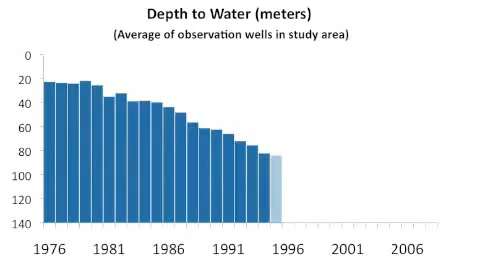 Depth to Water (meters)
(Average of observation wells in study area)
0
20
40
60
80
100
120
140
1976 1981 1986 1991 1996 2001 2006